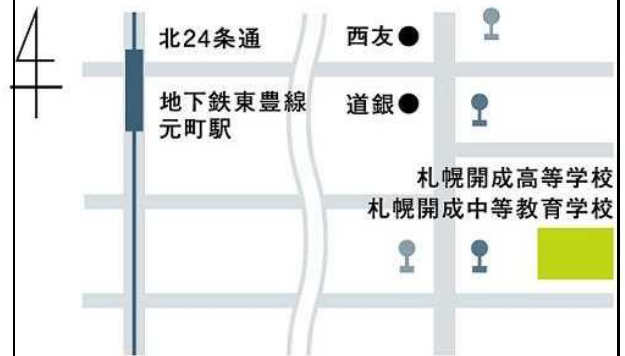 北24条通
西友●
地下鉄東豊線
元町駅
道銀●
札幌開成高等学校
札幌開成中等教育学校